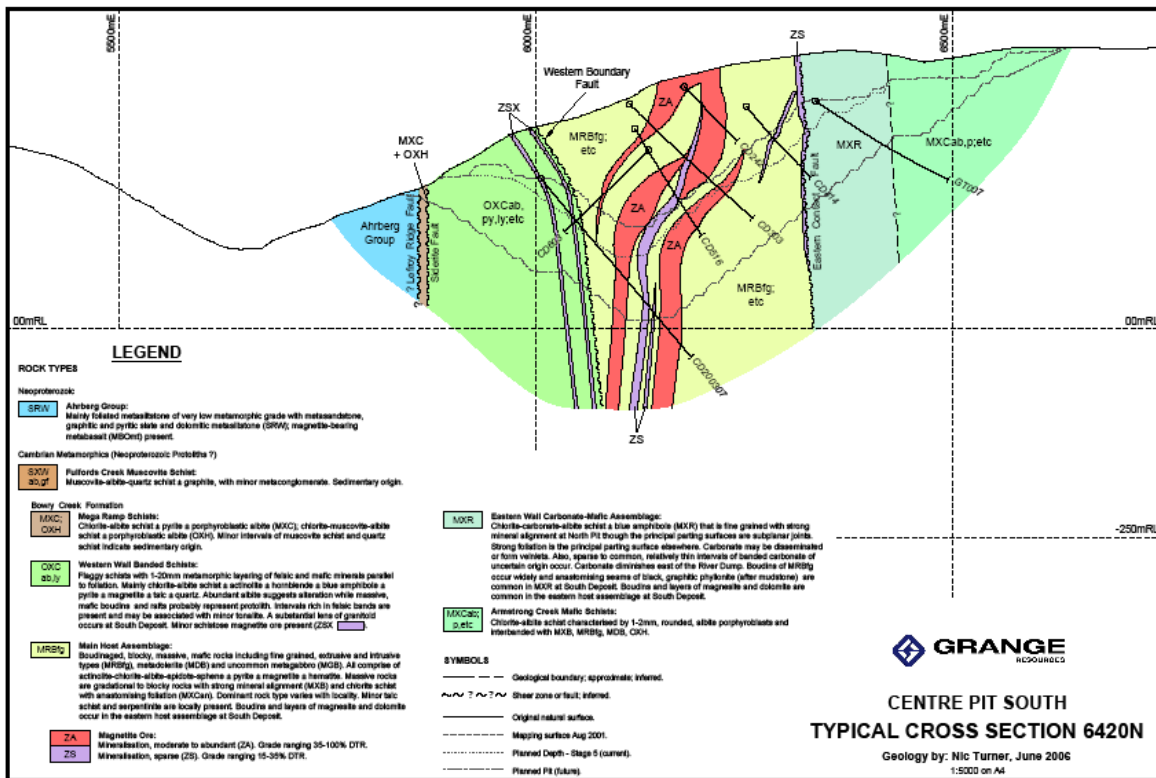 5500mE
6000mE
6500mE
ZS
Western Boundary
Fault
ZSX
ZA
MRBfg;
etc
MXC
+ OXH
MXR
MXCab,p;etc
OXCab,
py,ly;etc
Ahrberg
Group
? Lefroy Ridge Fault
?
Siderite Fault
ZA
ZA
Eastern Contact Fault
?
?
GT007
CD303
CD516
MRBfg;
etc
CD200307
00mRL
00mRL
ZS
-250mRL
LEGEND
ROCK TYPES
Neoproterozoic
SRW
Ahrberg Group:
Mainly foliated metasiltstone of very low metamorphic grade with metasandstone,
graphitic and pyritic slate and dolomitic metasiltstone (SRW); magnetite-bearing
metabasalt (MBOmt) present.
Cambrian Metamorphics (Neoproterozoic Protoliths ?)
SXW
ab,gf
Fulfords Creek Muscovite Schist:
Muscovite-albite-quartz schist ± graphite, with minor metaconglomerate. Sedimentary origin.
Bowry Creek Formation
MXC;
OXH
Mega Ramp Schists:
Chlorite-albite schist ± pyrite ± porphyroblastic albite (MXC); chlorite-muscovite-albite
schist ± porphyroblastic albite (OXH). Minor intervals of muscovite schist and quartz
schist indicate sedimentary origin.
OXC
ab,ly
Western Wall Banded Schists:
Flaggy schists with 1-20mm metamorphic layering of felsic and mafic minerals parallel
to foliation. Mainly chlorite-albite schist ± actinolite ± hornblende ± blue amphibole ±
pyrite ± magnetite ± talc ± quartz. Abundant albite suggests alteration while massive,
mafic boudins and rafts probably represent protolith. Intervals rich in felsic bands are
present and may be associated with minor tonalite. A substantial lens of granitoid
occurs at South Deposit. Minor schistose magnetite ore present (ZSX ).
MRBfg
Main Host Assemblage:
Boudinaged, blocky, massive, mafic rocks including fine grained, extrusive and intrusive
types (MRBfg), metadolerite (MDB) and uncommon metagabbro (MGB). All comprise of
actinolite-chlorite-albite-epidote-sphene ± pyrite ± magnetite ± hematite. Massive rocks
are gradational to blocky rocks with strong mineral alignment (MXB) and chlorite schist
with anastomising foliation (MXCan). Dominant rock type varies with locality. Minor talc
schist and serpentinite are locally present. Boudins and layers of magnesite and dolomite
occur in the eastern host assemblage at South Deposit.
ZA
ZS
Magnetite Ore:
Mineralisation, moderate to abundant (ZA). Grade ranging 35-100% DTR.
Mineralisation, sparse (ZS). Grade ranging 15-35% DTR.
MXR
Eastern Wall Carbonate-Mafic Assemblage:
Chlorite-carbonate-albite schist ± blue amphibole (MXR) that is fine grained with strong
mineral alignment at North Pit though the principal parting surfaces are subplanar joints.
Strong foliation is the principal parting surface elsewhere. Carbonate may be disseminated
or form veinlets. Also, sparse to common, relatively thin intervals of banded carbonate of
uncertain origin occur. Carbonate diminishes east of the River Dump. Boudins of MRBfg
occur widely and anastomising seams of black, graphitic phyllonite (after mudstone) are
common in MXR at South Deposit. Boudins and layers of magnesite and dolomite are
common in the eastern host assemblage at South Deposit.
MXCab;
p,etc
Armstrong Creek Mafic Schists:
Chlorite-albite schist characterised by 1-2mm, rounded, albite porphyroblasts and
interbanded with MXB, MRBfg, MDB, OXH.
SYMBOLS
Geological boundary; approximate; inferred.
? ?
Shear zone or fault; inferred.
Original natural surface.
Mapping surface Aug 2001.
Planned Depth - Stage 5 (current).
Planned Pit (future).
GRANGE
RESOURCES
CENTRE PIT SOUTH
TYPICAL CROSS SECTION 6420N
Geology by: Nic Turner, June 2006
1:5000 on A4